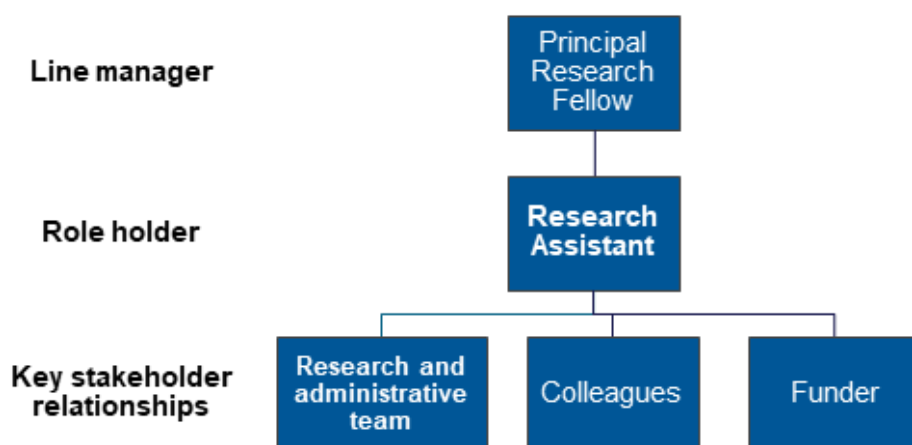 Line manager
Principal
Research
Fellow
Role holder
Research
Assistant
Key stakeholder
relationships
Research and
administrative
team
Colleagues
Funder